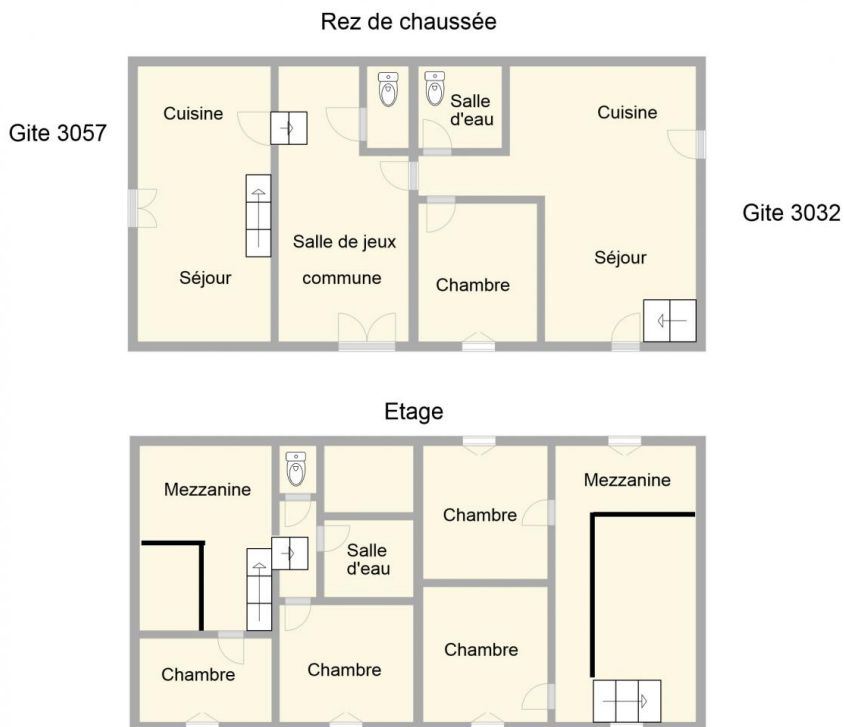 Rez de chaussée
Gite 3057
Cuisine
Salle
d'eau
Cuisine
Gite 3032
Salle de jeux
commune
Séjour
Chambre
Séjour
Etage
Mezzanine
Chambre
Mezzanine
Salle
d'eau
Chambre
Chambre
Chambre